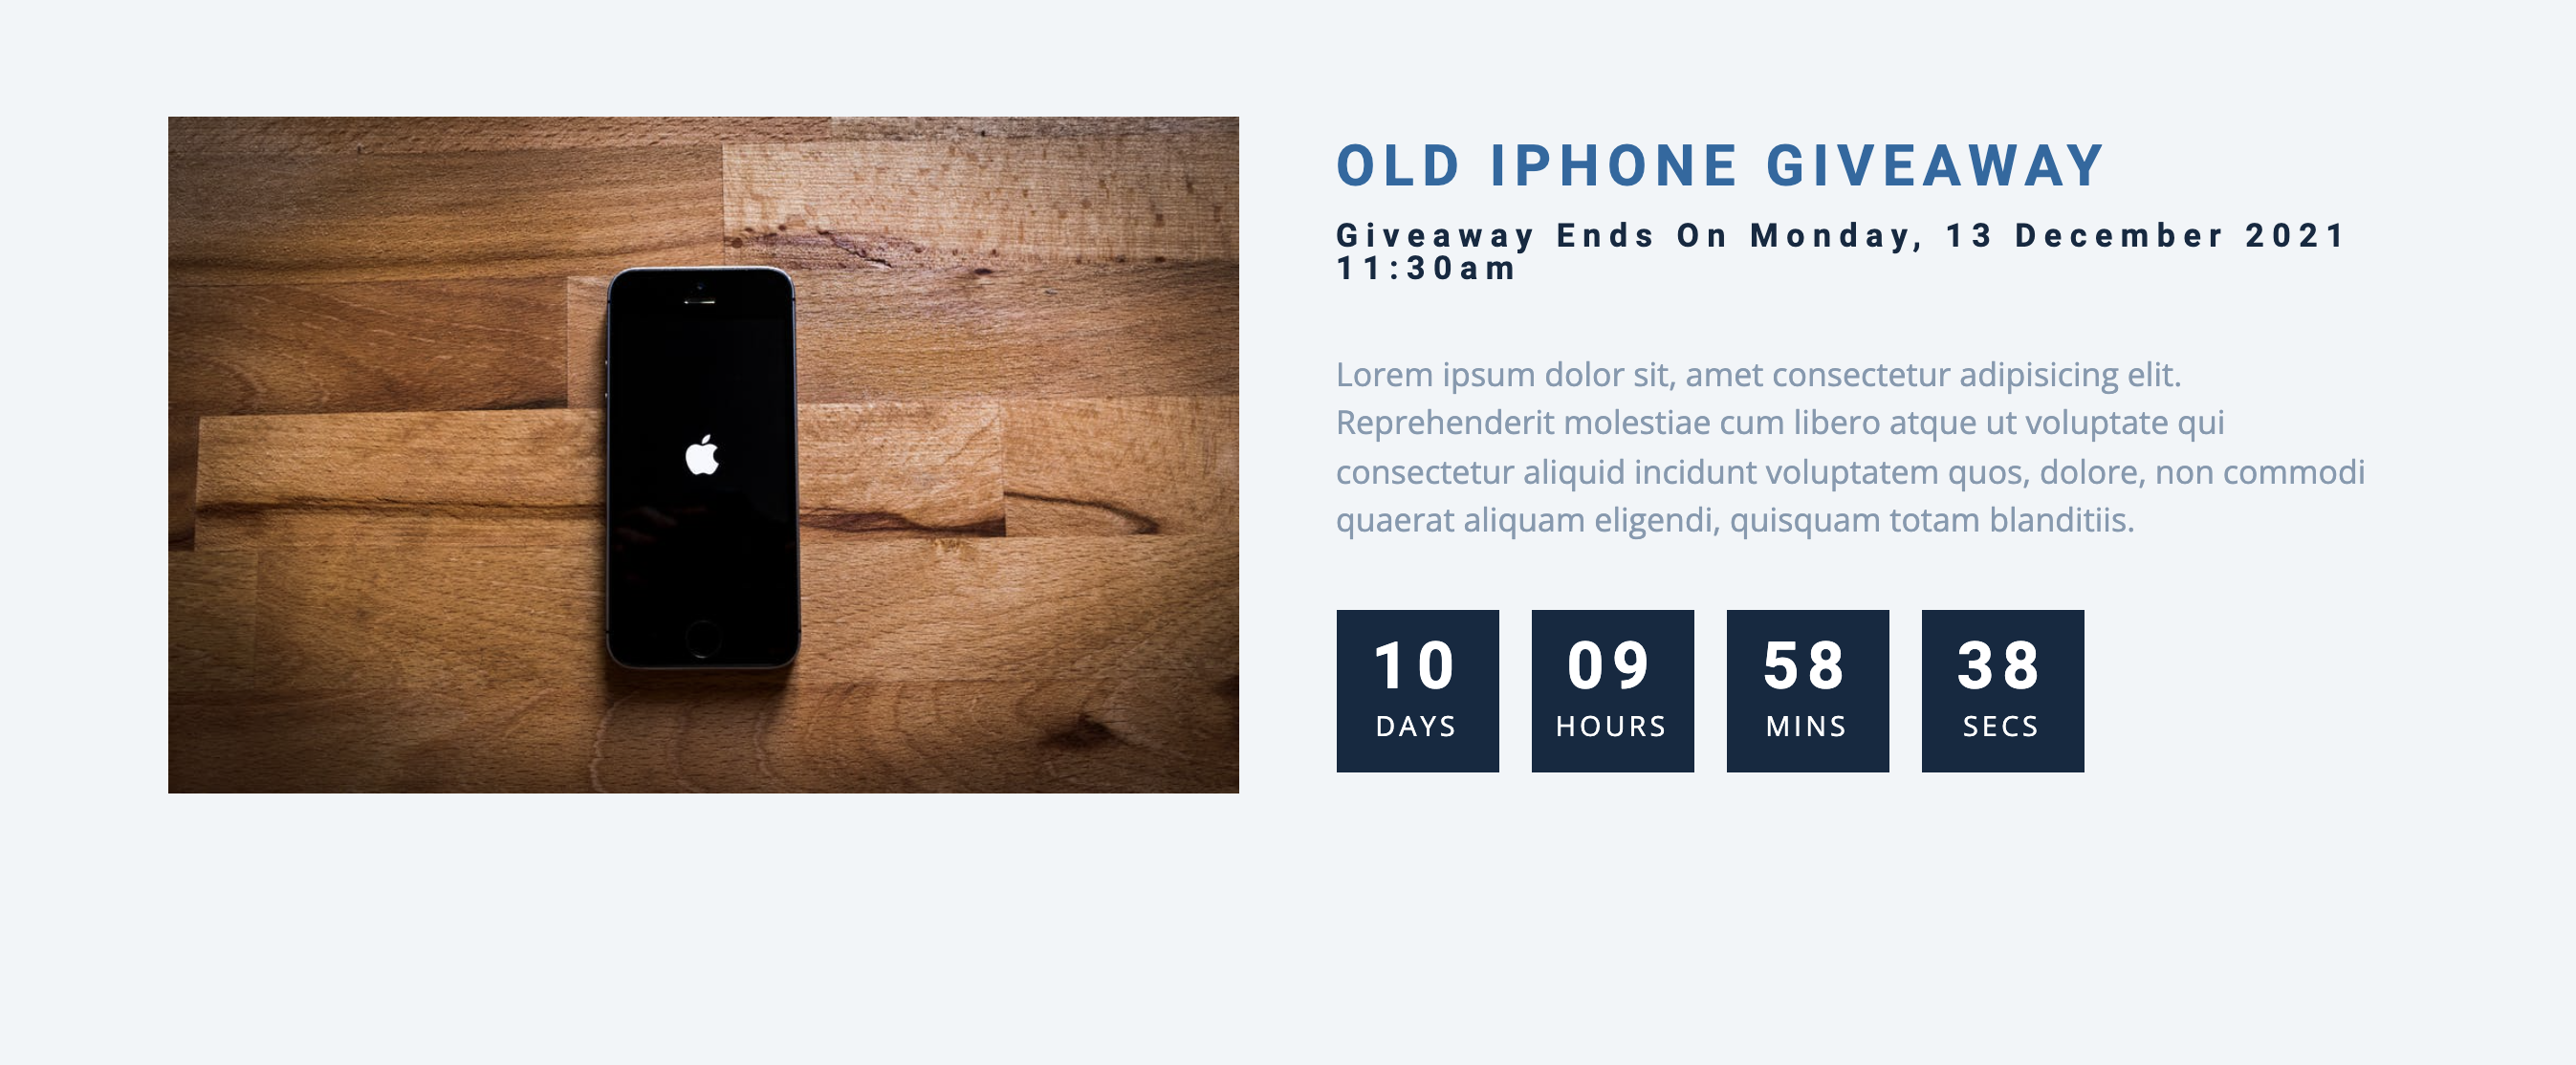 OLD IPHONE GIVEAWAY
Giveaway Ends On Monday, 13 December 2021
11:30am
Lorem ipsum dolor sit, amet consectetur adipisicing elit.
Reprehenderit molestiae cum libero atque ut voluptate qui
consectetur aliquid incidunt voluptatem quos, dolore, non commodi
quaerat aliquam eligendi, quisquam totam blanditiis.
10 09 58 38
DAYS HOURS MINS SECS